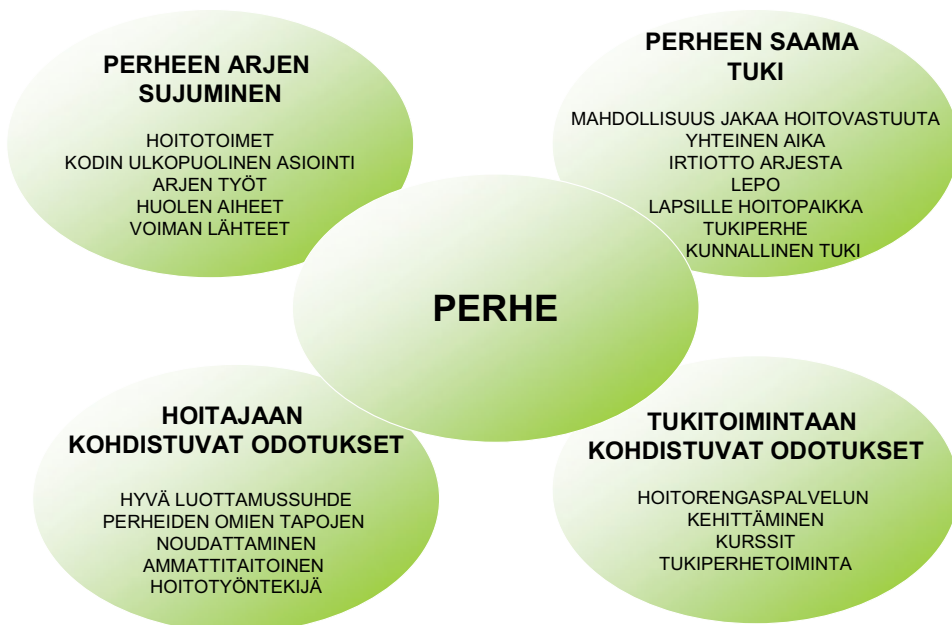 PERHEEN ARJEN
SUJUMINEN
HOITOTOIMET
KODIN ULKOPUOLINEN ASIOINTI
ARJEN TYÖT
HUOLEN AIHEET
VOIMAN LÄHTEET
PERHEEN SAAMA
TUKI
MAHDOLLISUUS JAKAA HOITOVASTUUTA
YHTEINEN AIKA
IRTIOTTO ARJESTA
LEPO
LAPSILLE HOITOPAIKKA
TUKIPERHE
KUNNALLINEN TUKI
PERHE
HOITAJAAN
KOHDISTUVAT ODOTUKSET
HYVÄ LUOTTAMUSSUHDE
PERHEIDEN OMIEN TAPOJEN
NOUDATTAMINEN
AMMATTITAITOINEN
HOITOTYÖNTEKIJÄ
TUKITOIMINTAAN
KOHDISTUVAT ODOTUKSET
HOITORENGASPALVELUN
KEHITTÄMINEN
KURSSIT
TUKIPERHETOIMINTA